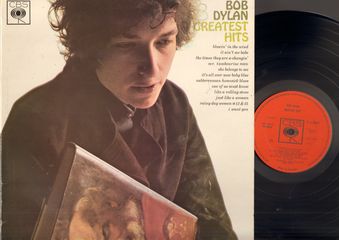 CBS
BOB
DYLAN
GREATEST
HITS
blowin' in the wind
it ain't me babe
the times they are a-changin'
mr. tambourine man
she belongs to me
it's all over now baby blue
subterranean homesick blues
one of us must know
like a rolling stone
just like a woman
rainy day women # 12 & 35
i want you